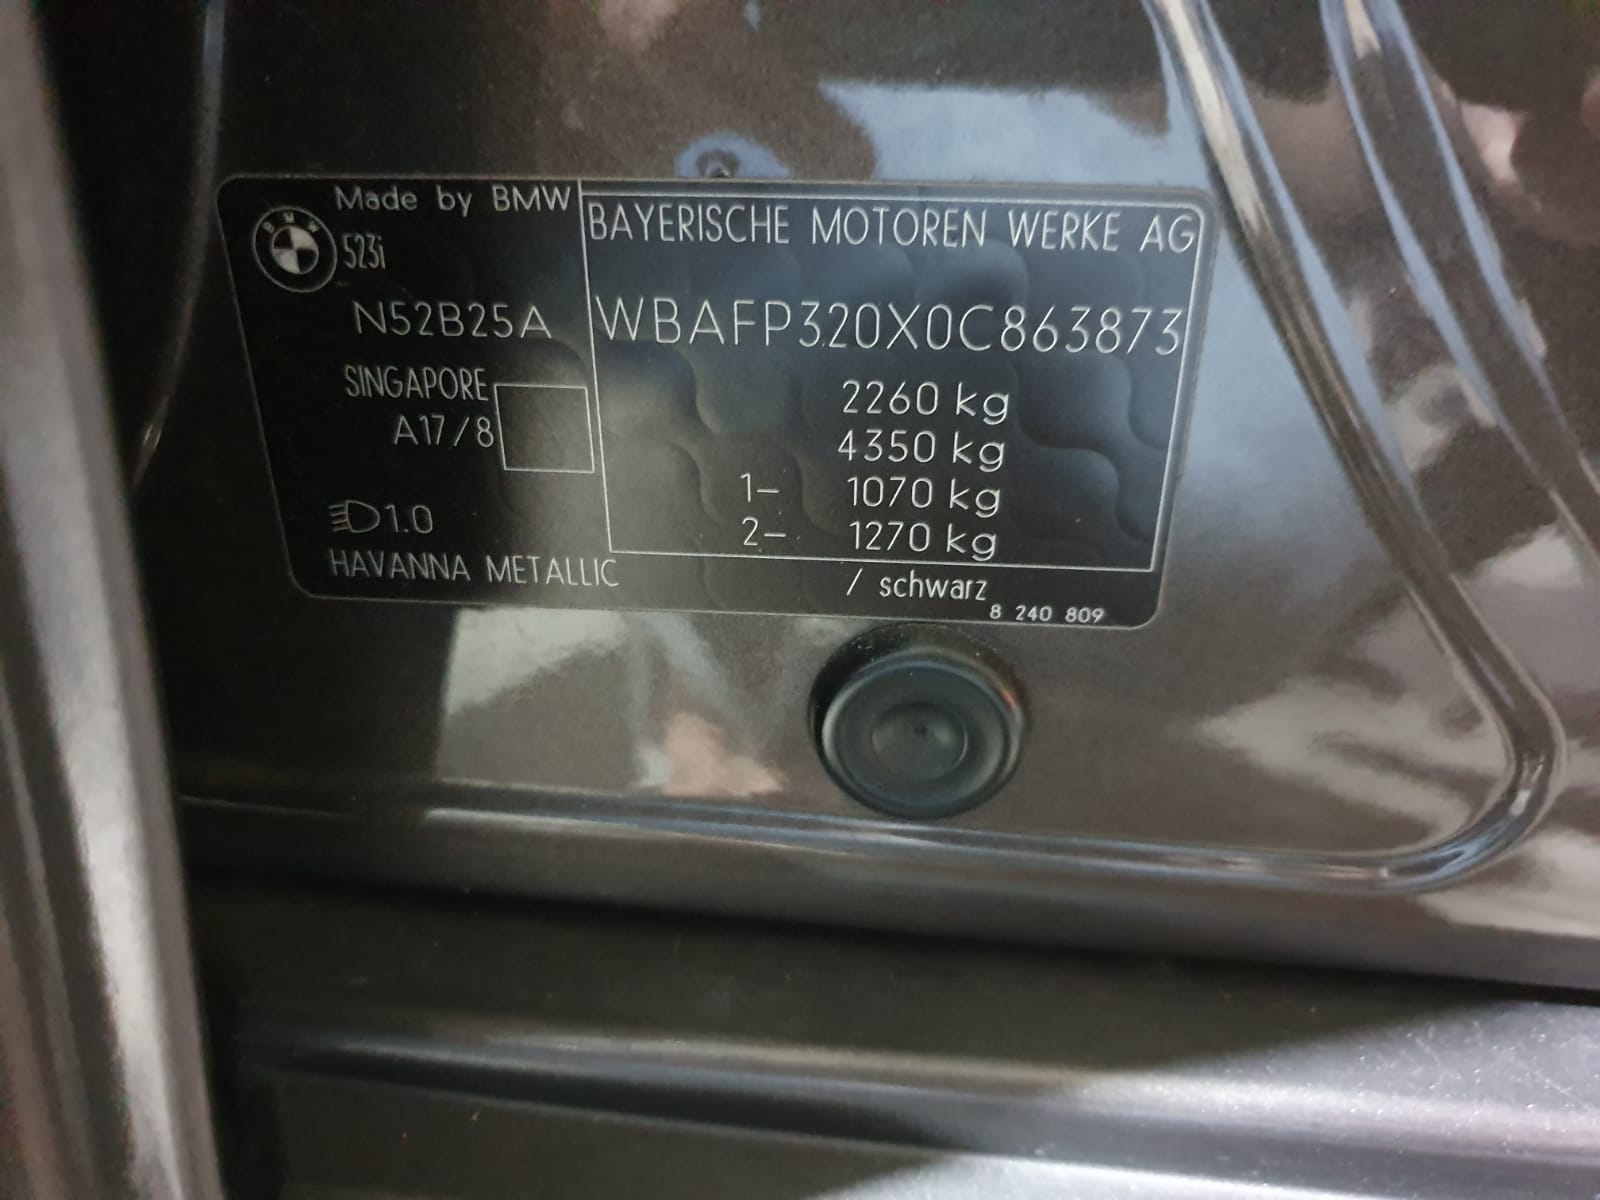 Made by BMW
BMW
523i
N52B25A
SINGAPORE
A17/8
1.0
HAVANNA METALLIC / schwarz
8 240 809
BAYERISCHE MOTOREN WERKE AG
WBAFP320X0C863873
2260 kg
4350 kg
1- 1070 kg
2- 1270 kg